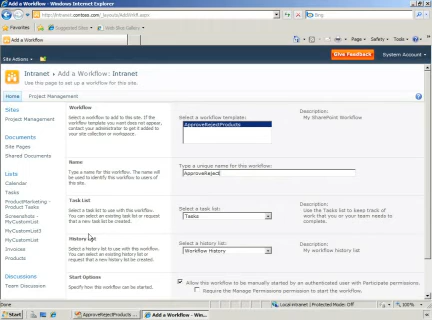 Add a Workflow - Windows Internet Explorer
http://intranet.contoso.com/_layouts/AddWrkfl.aspx
Bing
Favorites
Suggested Sites
Web Slice Gallery
Add a Workflow
Page Safety Tools
Give Feedback
System Account
Site Actions
Intranet Add a Workflow: Intranet
Use this page to set up a workflow for this site.
Home Project Management
Sites
Project Management
Documents
Site Pages
Shared Documents
Lists
Calendar
Tasks
ProductMarketing -
Product Tasks
Screenshots -
MyCustomList
MyCustomList3
MyCustomList
Invoices
Products
Discussions
Team Discussion
Workflow
Select a workflow to add to this site. If the
workflow template you want does not appear,
contact your administrator to get it added to
your site collection or workspace.
Select a workflow template:
ApproveRejectProducts
Description:
My SharePoint Workflow
Name
Type a name for this workflow. The name will
be used to identify this workflow to users of
this site.
Type a unique name for this workflow:
ApproveReject
Task List
Select a task list to use with this workflow.
You can select an existing task list or request
that a new task list be created.
Select a task list:
Tasks
Description:
Use the Tasks list to keep track of
work that you or your team needs to
complete.
History List
Select a history list to use with this workflow.
You can select an existing history list or
request that a new history list be created.
Select a history list:
Workflow History
Description:
My workflow history list
Start Options
Specify how this workflow can be started.
Allow this workflow to be manually started by an authenticated user with Participate permissions.
Require the Manage Permissions permission to start the workflow.
Done
Local intranet | Protected Mode: Off
100%
Start
ApproveRejectProducts ...
Add a Workflow - Win...